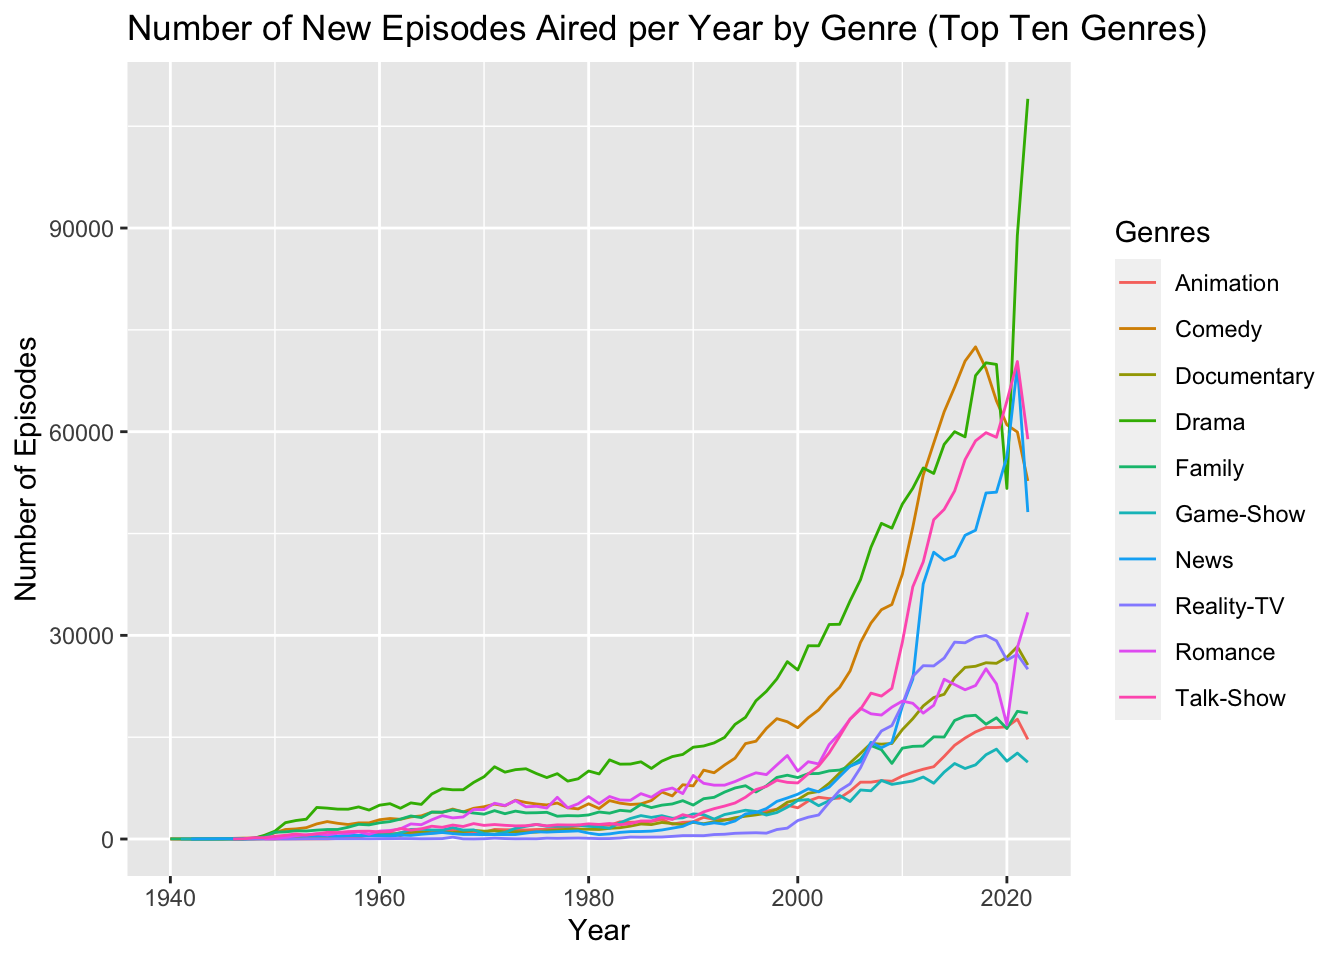 Number of New Episodes Aired per Year by Genre (Top Ten Genres)
90000
60000
30000
0
Number of Episodes
1940
1960
1980
2000
2020
Year
Genres
Animation
Comedy
Documentary
Drama
Family
Game-Show
News
Reality-TV
Romance
Talk-Show